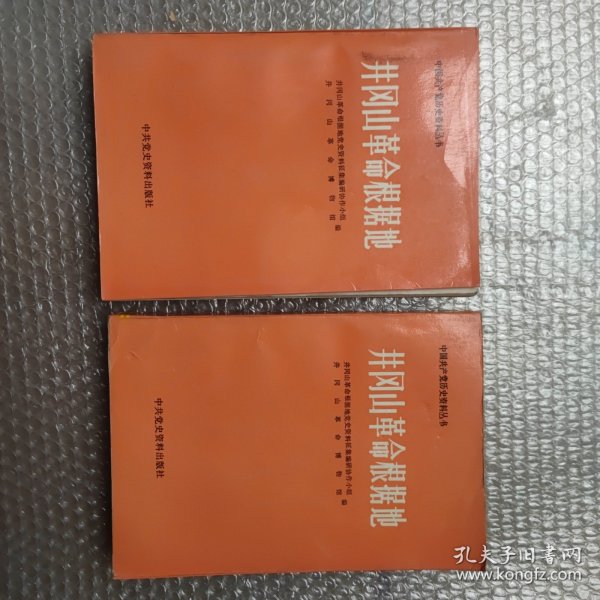 中国共产党历史资料丛书
井冈山革命根据地
井冈山革命根据地党史资料征集编研协作小组
井冈山革命博物馆
编
中共党史资料出版社
中国共产党历史资料丛书
井冈山革命根据地
井冈山革命根据地党史资料征集编研协作小组
井冈山革命博物馆
编
中共党史资料出版社
孔夫子旧书网
www.kongfz.com